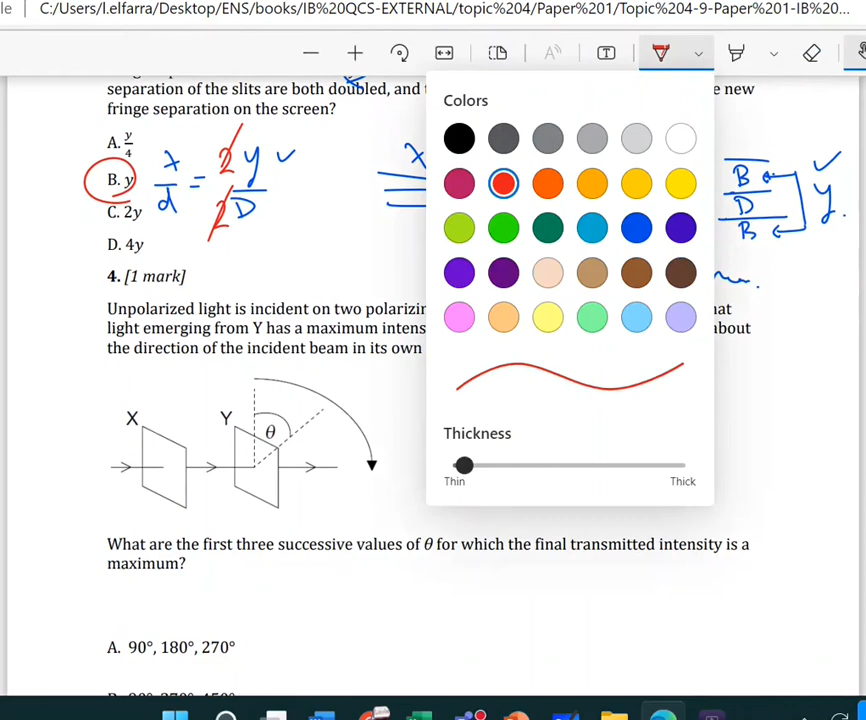 le C:/Users/l.elfarra/Desktop/ENS/books/IB%20QCS-EXTERNAL/topic%204/Paper%201/Topic%204-9-Paper%201-IB%20...
separation of the slits are both doubled, and e new
fringe separation on the screen?
A. y/4
B. y
C. 2y
D. 4y
x/d = 2y/2D
x
B
D
B
y
4. [1 mark]
Unpolarized light is incident on two polarizi at
light emerging from Y has a maximum intens about
the direction of the incident beam in its own
X
Y
θ
What are the first three successive values of θ for which the final transmitted intensity is a
maximum?
A. 90°, 180°, 270°
Colors
Thickness
Thin
Thick